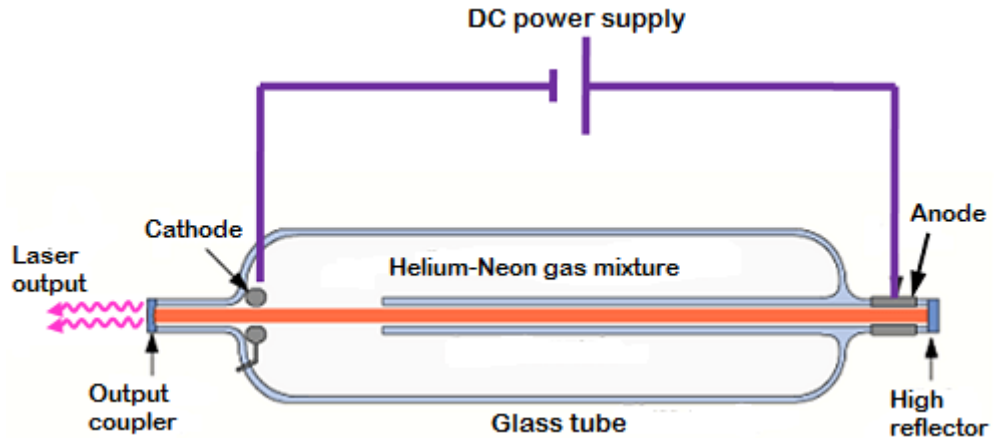 DC power supply
Cathode
Anode
Laser
output
Helium-Neon gas mixture
Output
coupler
Glass tube
High
reflector